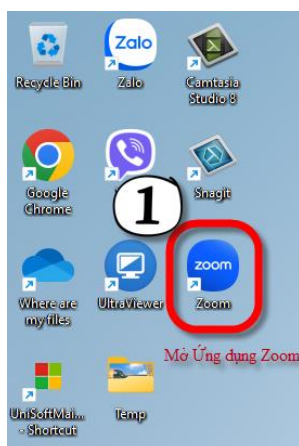 Zalo
Recycle Bin
Zalo
Camtasia
Studio 8
Google
Chrome
Snagit
1
zoom
Where are
my files
UltraViewer
Zoom
Mở Ứng dụng Zoom
UniSoftMai...
- Shortcut
Temp